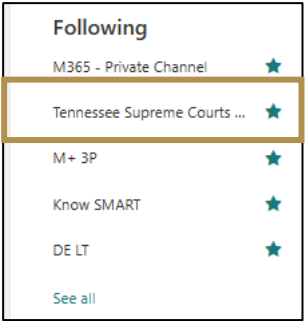 Following
M365 - Private Channel
Tennessee Supreme Courts ...
M+ 3P
Know SMART
DE LT
See all